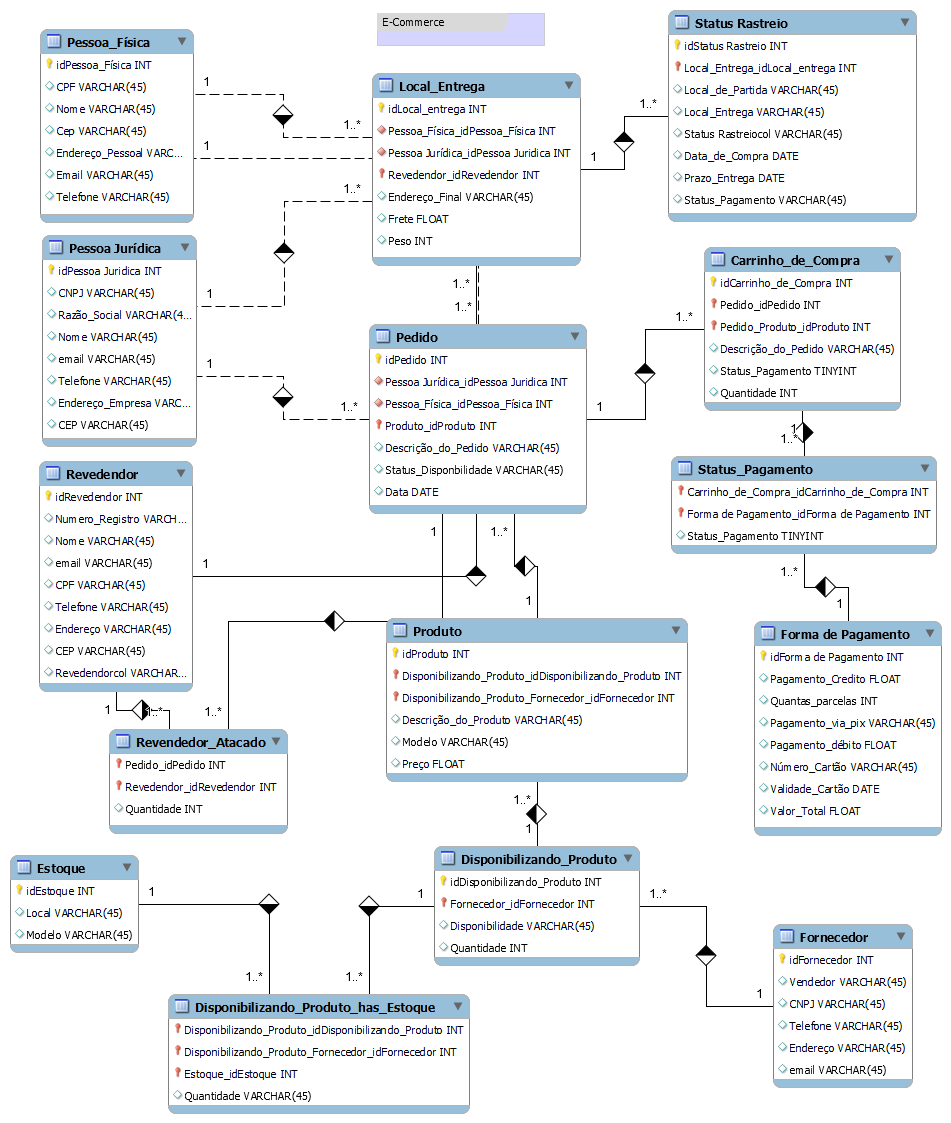 E-Commerce
Pessoa_Física
idPessoa_Física INT
CPF VARCHAR(45)
Nome VARCHAR(45)
Cep VARCHAR(45)
Endereço_Pessoal VARC...
Email VARCHAR(45)
Telefone VARCHAR(45)
1
1..*
1
Local_Entrega
idLocal_entrega INT
Pessoa_Física_idPessoa_Física INT
Pessoa Jurídica_idPessoa Juridica INT
Revedendor_idRevedendor INT
Endereço_Final VARCHAR(45)
Frete FLOAT
Peso INT
1
1..*
Status Rastreio
idStatus Rastreio INT
Local_Entrega_idLocal_entrega INT
Local_de_Partida VARCHAR(45)
Local_Entrega VARCHAR(45)
Status Rastreiocol VARCHAR(45)
Data_de_Compra DATE
Prazo_Entrega DATE
Status_Pagamento VARCHAR(45)
Pessoa Jurídica
idPessoa Juridica INT
CNPJ VARCHAR(45)
Razão_Social VARCHAR(4...
Nome VARCHAR(45)
email VARCHAR(45)
Telefone VARCHAR(45)
Endereço_Empresa VARC...
CEP VARCHAR(45)
1..*
1
1
1..*
1..*
1..*
Pedido
idPedido INT
Pessoa Jurídica_idPessoa Juridica INT
Pessoa_Física_idPessoa_Física INT
Produto_idProduto INT
Descrição_do_Pedido VARCHAR(45)
Status_Disponbilidade VARCHAR(45)
Data DATE
1
1..*
Carrinho_de_Compra
idCarrinho_de_Compra INT
Pedido_idPedido INT
Pedido_Produto_idProduto INT
Descrição_do_Pedido VARCHAR(45)
Status_Pagamento TINYINT
Quantidade INT
1
1..*
Status_Pagamento
Carrinho_de_Compra_idCarrinho_de_Compra INT
Forma de Pagamento_idForma de Pagamento INT
Status_Pagamento TINYINT
1..*
1
Forma de Pagamento
idForma de Pagamento INT
Pagamento_Credito FLOAT
Quantas_parcelas INT
Pagamento_via_pix VARCHAR(45)
Pagamento_débito FLOAT
Número_Cartão VARCHAR(45)
Validade_Cartão DATE
Valor_Total FLOAT
Revedendor
idRevedendor INT
Numero_Registro VARCH...
Nome VARCHAR(45)
email VARCHAR(45)
CPF VARCHAR(45)
Telefone VARCHAR(45)
Endereço VARCHAR(45)
CEP VARCHAR(45)
Revedendorcol VARCHAR...
1
1
1..*
1
1
1..*
1..*
Revendedor_Atacado
Pedido_idPedido INT
Revedendor_idRevedendor INT
Quantidade INT
Produto
idProduto INT
Disponibilizando_Produto_idDisponibilizando_Produto INT
Disponibilizando_Produto_Fornecedor_idFornecedor INT
Descrição_do_Produto VARCHAR(45)
Modelo VARCHAR(45)
Preço FLOAT
1..*
1
Disponibilizando_Produto
idDisponibilizando_Produto INT
Fornecedor_idFornecedor INT
Disponibilidade VARCHAR(45)
Quantidade INT
1..*
1
Estoque
idEstoque INT
Local VARCHAR(45)
Modelo VARCHAR(45)
1
1
1..*
1..*
Fornecedor
idFornecedor INT
Vendedor VARCHAR(45)
CNPJ VARCHAR(45)
Telefone VARCHAR(45)
Endereço VARCHAR(45)
email VARCHAR(45)
Disponibilizando_Produto_has_Estoque
Disponibilizando_Produto_idDisponibilizando_Produto INT
Disponibilizando_Produto_Fornecedor_idFornecedor INT
Estoque_idEstoque INT
Quantidade VARCHAR(45)